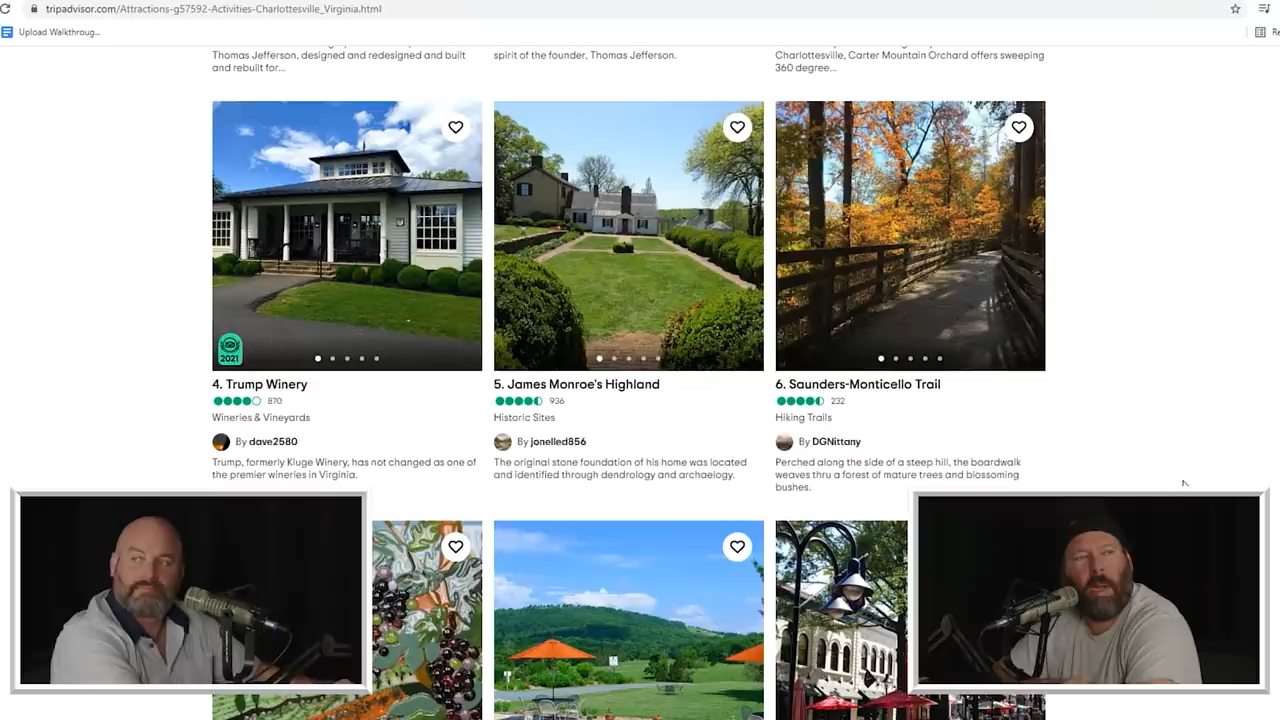 tripadvisor.com/Attractions-g57592-Activities-Charlottesville_Virginia.html
Upload Walkthroug...
Re
Thomas Jefferson, designed and redesigned and built
and rebuilt for...
spirit of the founder, Thomas Jefferson.
Charlottesville, Carter Mountain Orchard offers sweeping
360 degree...
2021
4. Trump Winery
870
Wineries & Vineyards
By dave2580
Trump, formerly Kluge Winery, has not changed as one of
the premier wineries in Virginia.
5. James Monroe's Highland
936
Historic Sites
By jonelled856
The original stone foundation of his home was located
and identified through dendrology and archaelogy.
6. Saunders-Monticello Trail
232
Hiking Trails
By DGNittany
Perched along the side of a steep hill, the boardwalk
weaves thru a forest of mature trees and blossoming
bushes.